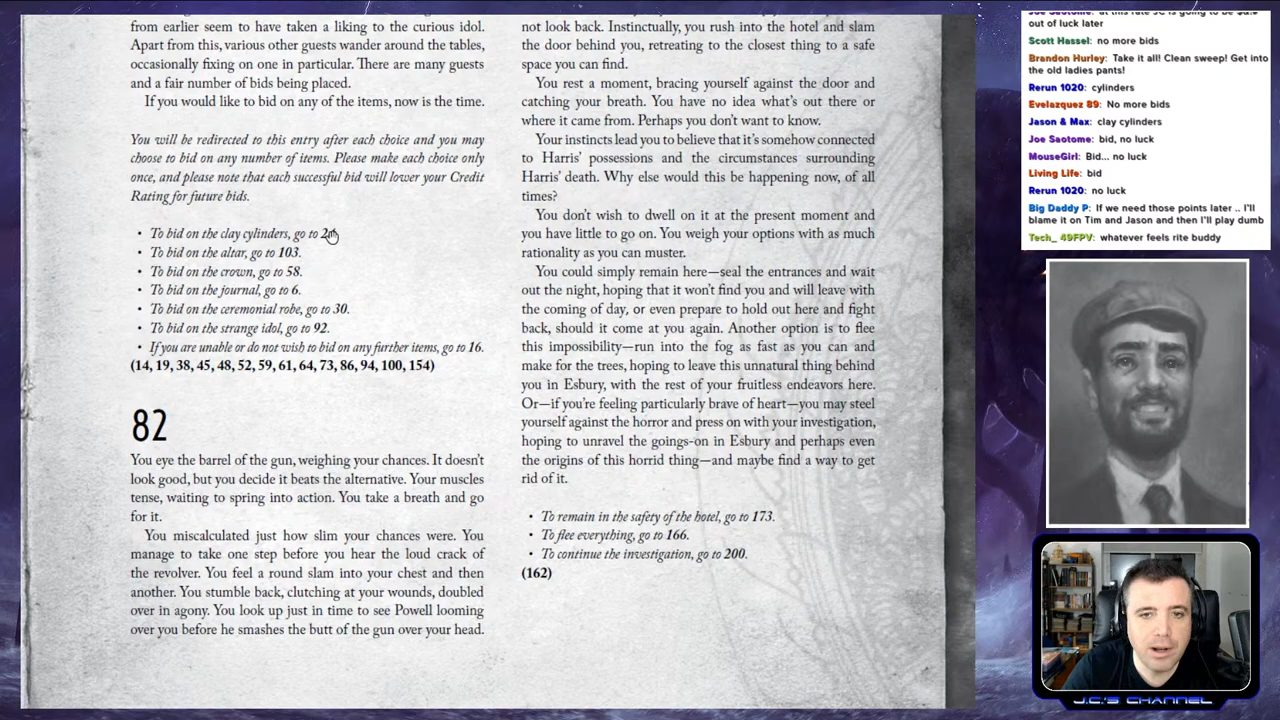 from earlier seem to have taken a liking to the curious idol.
Apart from this, various other guests wander around the tables,
occasionally fixing on one in particular. There are many guests
and a fair number of bids being placed.
If you would like to bid on any of the items, now is the time.
You will be redirected to this entry after each choice and you may
choose to bid on any number of items. Please make each choice only
once, and please note that each successful bid will lower your Credit
Rating for future bids.
• To bid on the clay cylinders, go to
• To bid on the altar, go to 103.
• To bid on the crown, go to 58.
• To bid on the journal, go to 6.
• To bid on the ceremonial robe, go to 30.
• To bid on the strange idol, go to 92.
• If you are unable or do not wish to bid on any further items, go to 16.
(14, 19, 38, 45, 48, 52, 59, 61, 64, 73, 86, 94, 100, 154)
82
You eye the barrel of the gun, weighing your chances. It doesn't
look good, but you decide it beats the alternative. Your muscles
tense, waiting to spring into action. You take a breath and go
for it.
You miscalculated just how slim your chances were. You
manage to take one step before you hear the loud crack of
the revolver. You feel a round slam into your chest and then
another. You stumble back, clutching at your wounds, doubled
over in agony. You look up just in time to see Powell looming
over you before he smashes the butt of the gun over your head.
not look back. Instinctually, you rush into the hotel and slam
the door behind you, retreating to the closest thing to a safe
space you can find.
You rest a moment, bracing yourself against the door and
catching your breath. You have no idea what's out there or
where it came from. Perhaps you don't want to know.
Your instincts lead you to believe that it's somehow connected
to Harris' possessions and the circumstances surrounding
Harris' death. Why else would this be happening now, of all
times?
You don't wish to dwell on it at the present moment and
you have little to go on. You weigh your options with as much
rationality as you can muster.
You could simply remain here—seal the entrances and wait
out the night, hoping that it won't find you and will leave with
the coming of day, or even prepare to hold out here and fight
back, should it come at you again. Another option is to flee
this impossibility—run into the fog as fast as you can and
make for the trees, hoping to leave this unnatural thing behind
you in Esbury, with the rest of your fruitless endeavors here.
Or—if you're feeling particularly brave of heart—you may steel
yourself against the horror and press on with your investigation,
hoping to unravel the goings-on in Esbury and perhaps even
the origins of this horrid thing—and maybe find a way to get
rid of it.
• To remain in the safety of the hotel, go to 173.
• To flee everything, go to 166.
• To continue the investigation, go to 200.
(162)
out of luck later
Scott Hassel: no more bids
Brandon Hurley: Take it all! Clean sweep! Get into
the old ladies pants!
Rerun 1020: cylinders
Evelazquez 89: No more bids
Jason & Max: clay cylinders
Joe Saotome: bid, no luck
MouseGirl: Bid... no luck
Living Life: bid
Rerun 1020: no luck
Big Daddy P: If we need those points later .. I'll
blame it on Tim and Jason and then I'll play dumb
Tech_ 49FPV: whatever feels rite buddy
J.C.'S CHANNEL